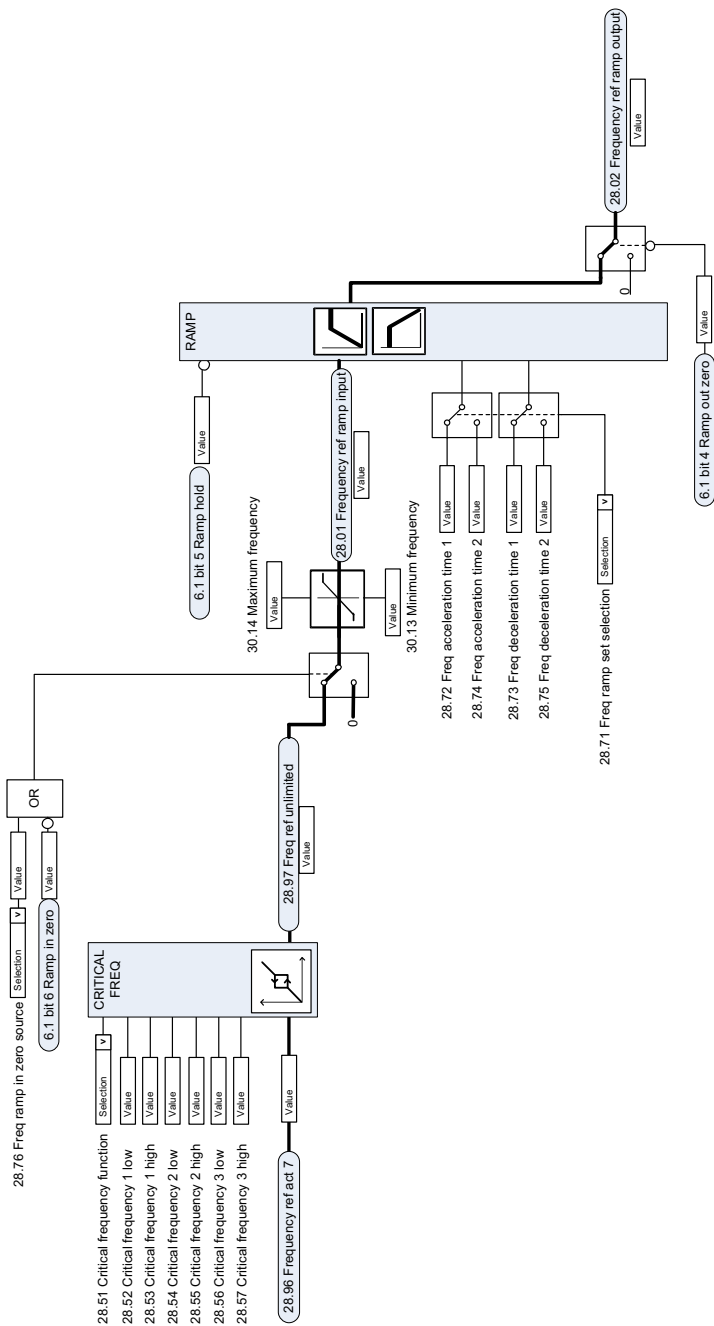 28.76 Freq ramp in zero source
Selection
v
Value
6.1 bit 6 Ramp in zero
Value
OR
28.51 Critical frequency function
Selection
v
28.52 Critical frequency 1 low
Value
28.53 Critical frequency 1 high
Value
28.54 Critical frequency 2 low
Value
28.55 Critical frequency 2 high
Value
28.56 Critical frequency 3 low
Value
28.57 Critical frequency 3 high
Value
CRITICAL
FREQ
28.96 Frequency ref act 7
Value
28.97 Freq ref unlimited
Value
0
30.14 Maximum frequency
Value
30.13 Minimum frequency
Value
28.01 Frequency ref ramp input
Value
6.1 bit 5 Ramp hold
Value
RAMP
28.72 Freq acceleration time 1
Value
28.74 Freq acceleration time 2
Value
28.73 Freq deceleration time 1
Value
28.75 Freq deceleration time 2
Value
28.71 Freq ramp set selection
Selection
v
0
28.02 Frequency ref ramp output
Value
6.1 bit 4 Ramp out zero
Value